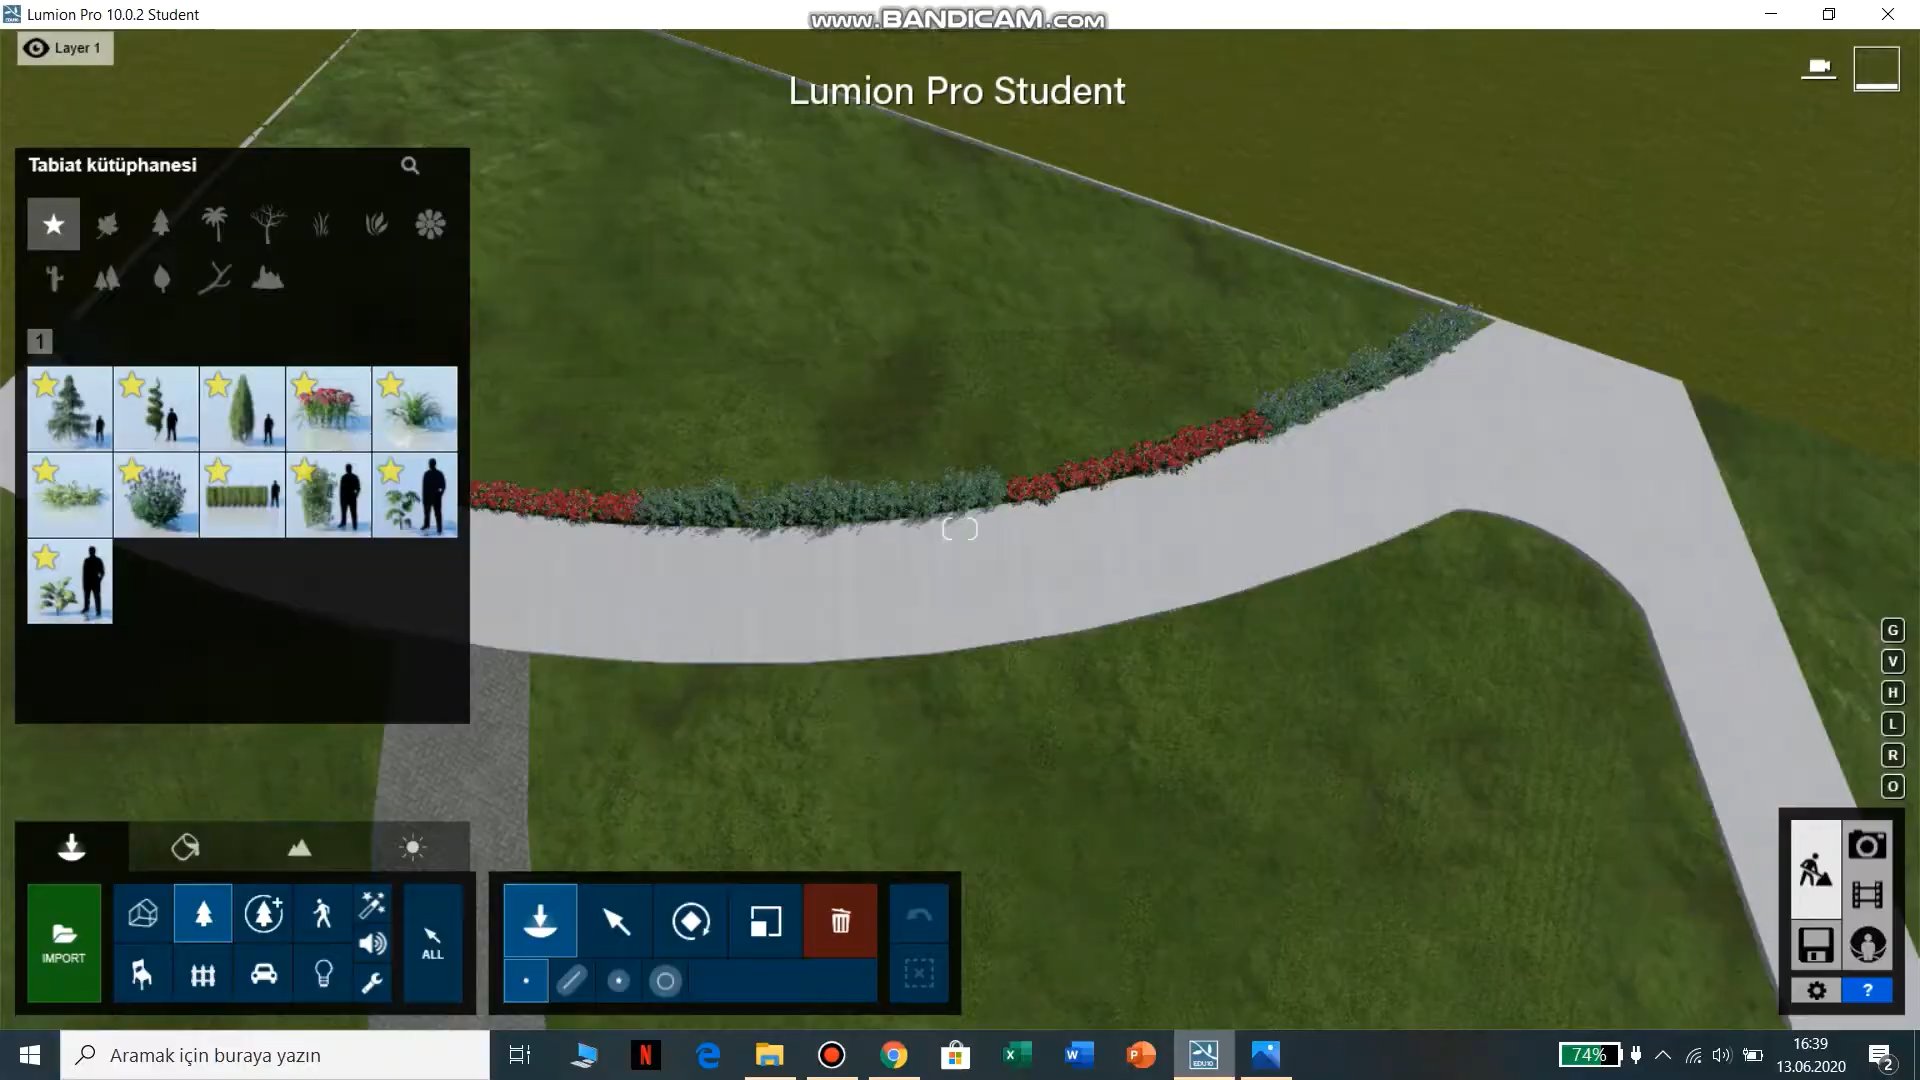 Lumion Pro 10.0.2 Student
www.BANDICAM.com
Layer 1
Lumion Pro Student
Tabiat kütüphanesi
1
G
V
H
L
R
O
IMPORT
ALL
?
Aramak için buraya yazın
74%
16:39
13.06.2020
2